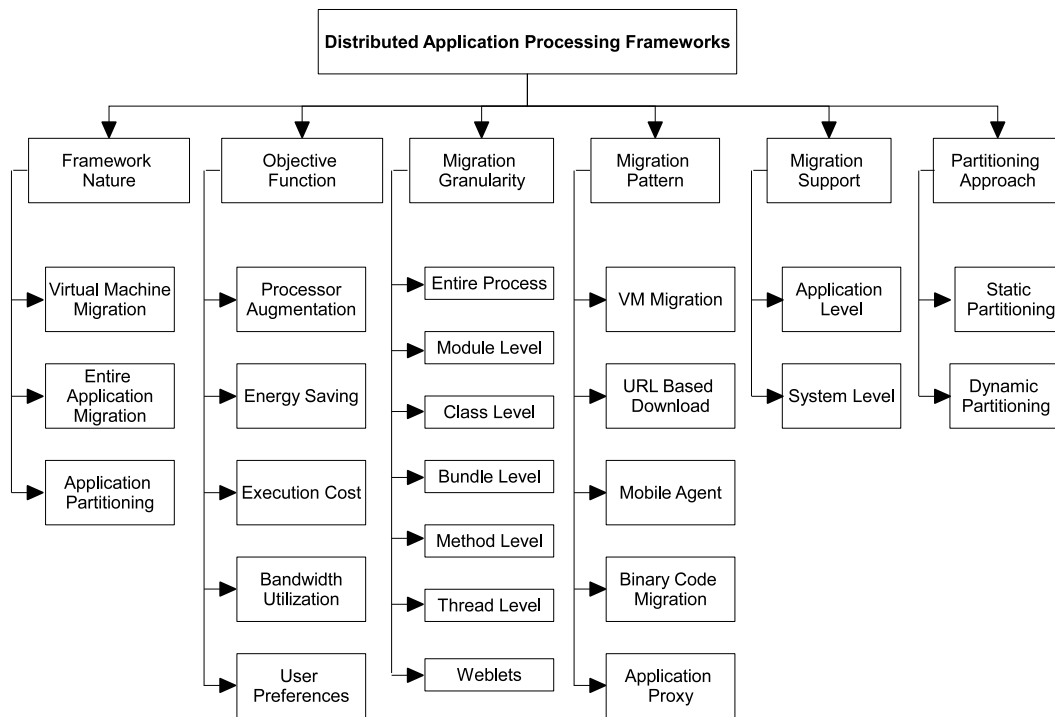 Distributed Application Processing Frameworks
Framework
Nature
Objective
Function
Migration
Granularity
Migration
Pattern
Migration
Support
Partitioning
Approach
Virtual Machine
Migration
Entire
Application
Migration
Application
Partitioning
Processor
Augmentation
Energy Saving
Execution Cost
Bandwidth
Utilization
User
Preferences
Entire Process
Module Level
Class Level
Bundle Level
Method Level
Thread Level
Weblets
VM Migration
URL Based
Download
Mobile Agent
Binary Code
Migration
Application
Proxy
Application
Level
System Level
Static
Partitioning
Dynamic
Partitioning